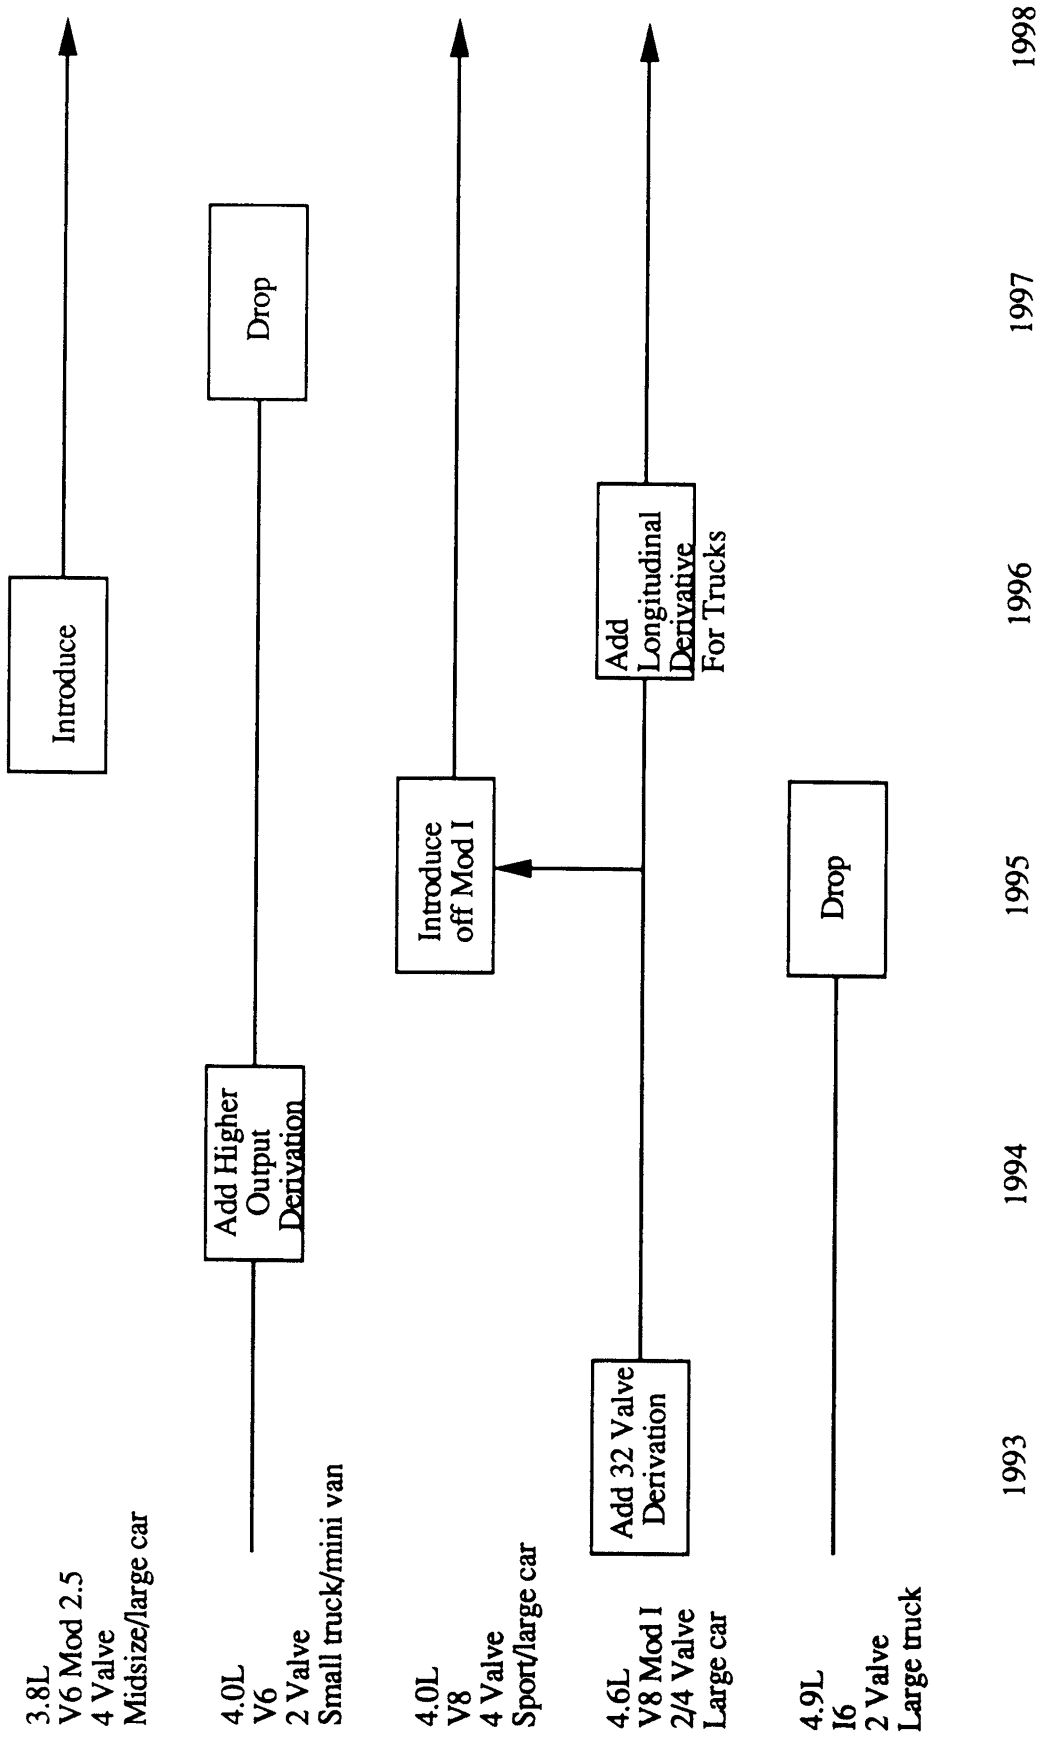 3.8L
V6 Mod 2.5
4 Valve
Midsize/large car
Introduce
4.0L
V6
2 Valve
Small truck/mini van
Add Higher
Output
Derivation
Drop
4.0L
V8
4 Valve
Sport/large car
Introduce
off Mod I
4.6L
V8 Mod I
2/4 Valve
Large car
Add 32 Valve
Derivation
Add
Longitudinal
Derivative
For Trucks
4.9L
I6
2 Valve
Large truck
Drop
1993
1994
1995
1996
1997
1998